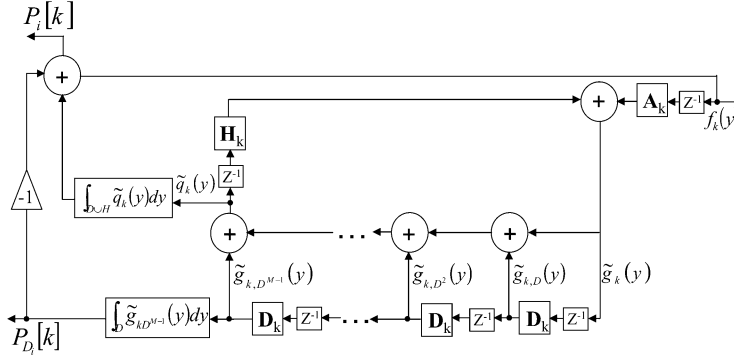 P_i[k]
+
+
Z⁻¹
A_k
f_k(y
H_k
-1
∫_{D∪H} q̃_k(y)dy
q̃_k(y)
Z⁻¹
+
...
+
+
g̃_{k,D^{M-1}}(y)
g̃_{k,D²}(y)
g̃_{k,D}(y)
g̃_k(y)
P_{D_i}[k]
∫_D g̃_{kD^{M-1}}(y)dy
D_k
Z⁻¹
...
D_k
Z⁻¹
D_k
Z⁻¹